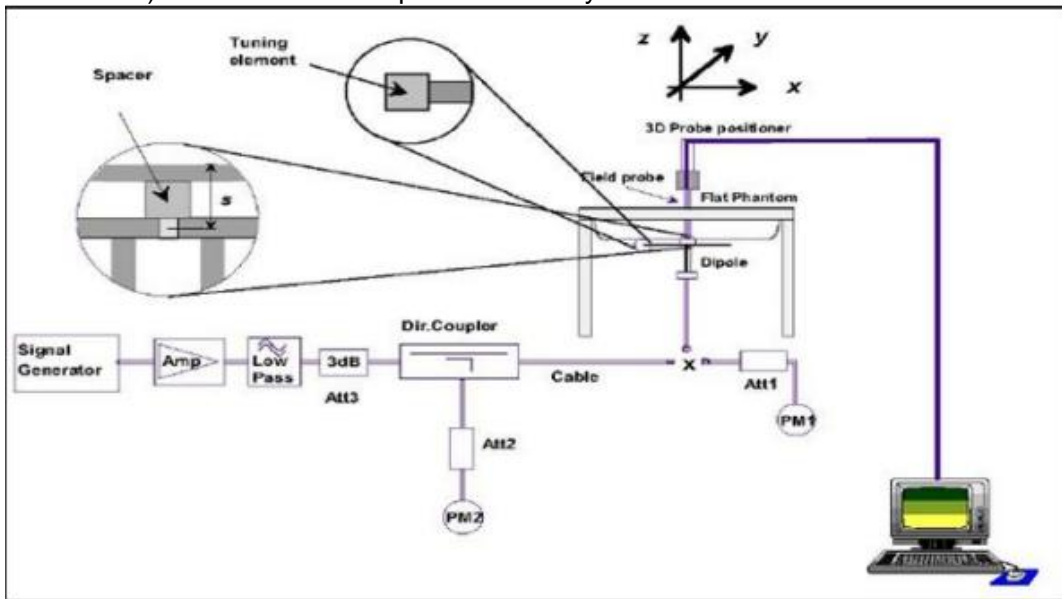 Tuning
element
Spacer
s
z
y
x
3D Probe positioner
Field probe
Flat Phantom
Dipole
Signal
Generator
Amp
Low
Pass
3dB
Att3
Dir.Coupler
Cable
x
Att1
PM1
Att2
PM2